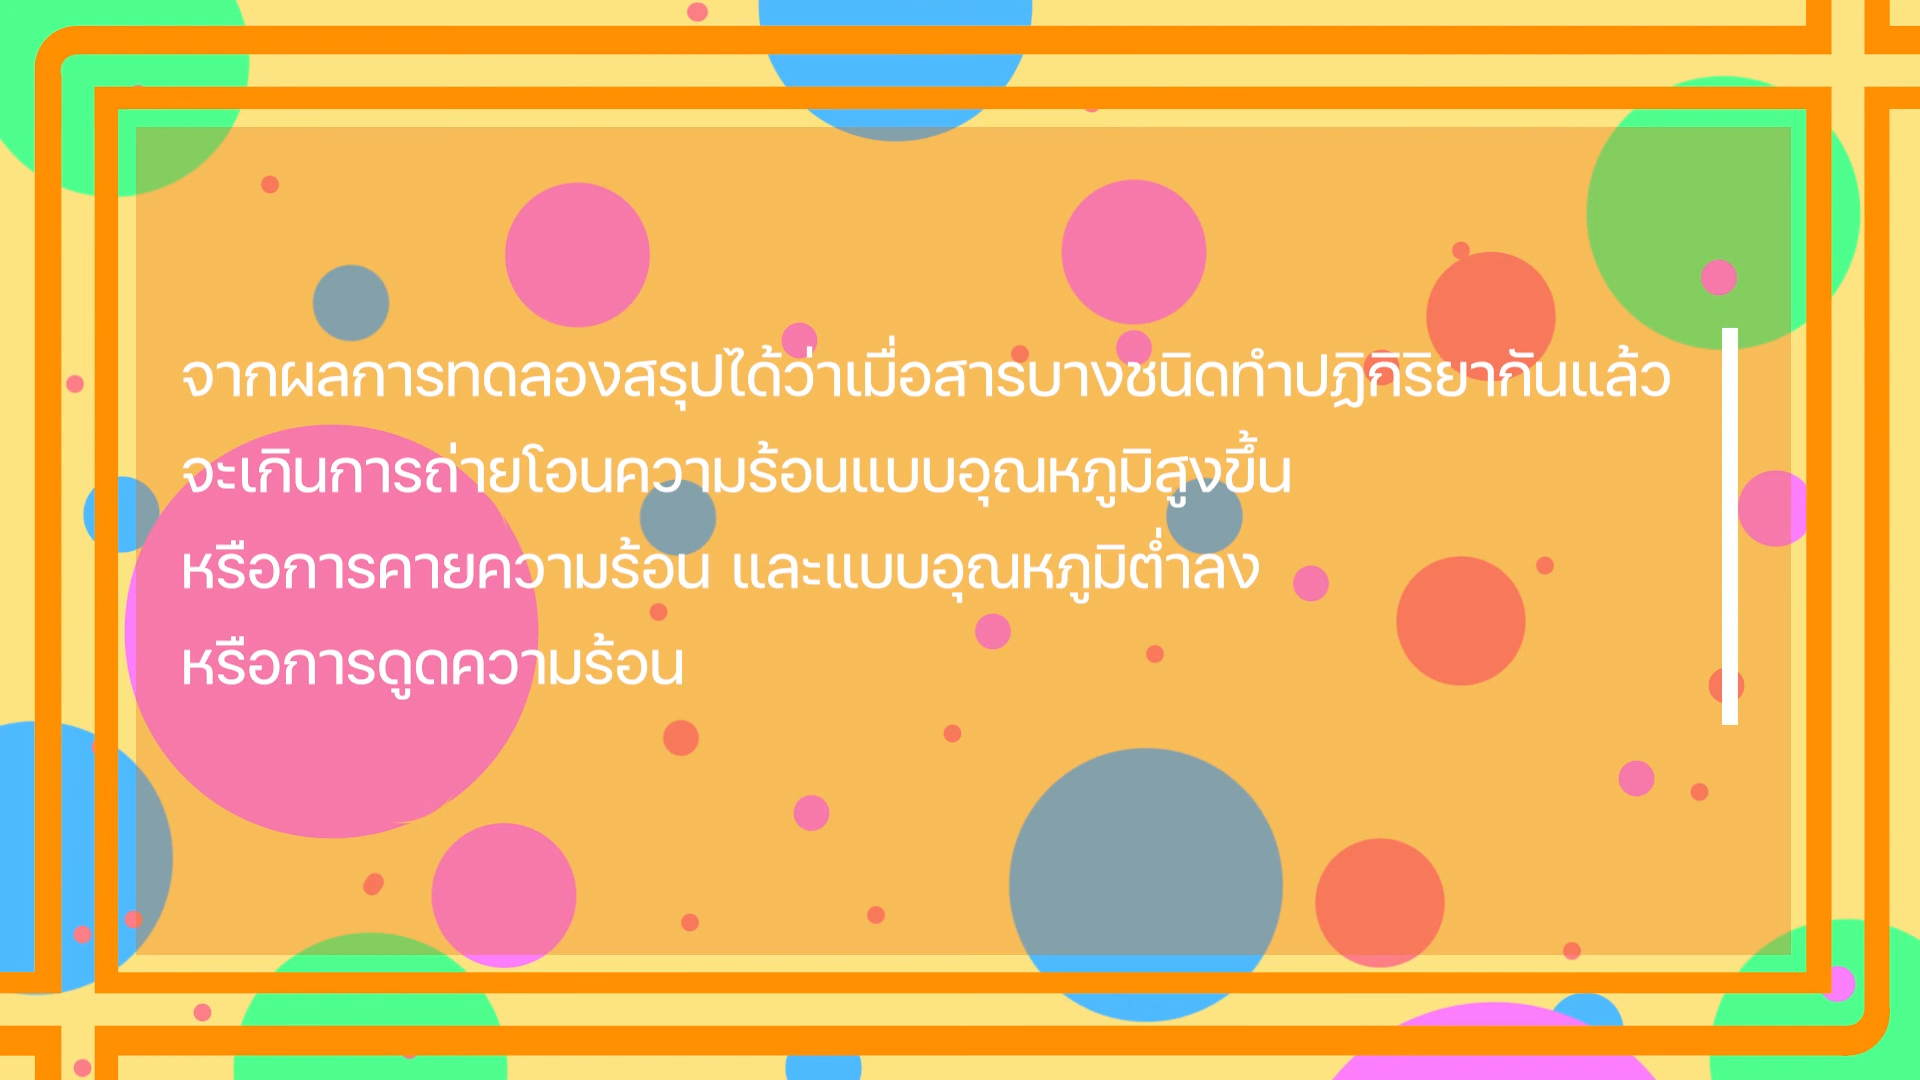 จากผลการทดลองสรุปได้ว่าเมื่อสารบางชนิดทำปฏิกิริยากันแล้ว
จะเกินการถ่ายโอนความร้อนแบบอุณหภูมิสูงขึ้น
หรือการคายความร้อน และแบบอุณหภูมิต่ำลง
หรือการดูดความร้อน